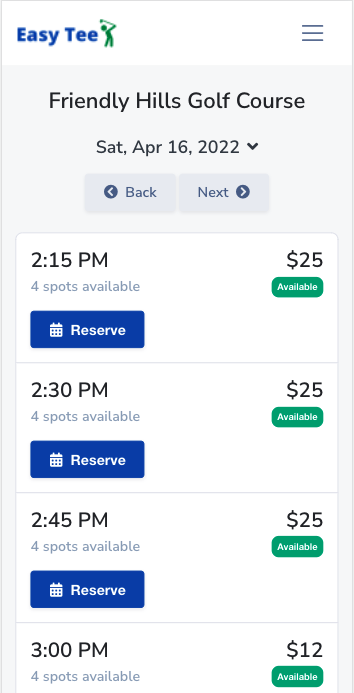 Easy Tee
Friendly Hills Golf Course
Sat, Apr 16, 2022
Back Next
2:15 PM $25
4 spots available Available
Reserve
2:30 PM $25
4 spots available Available
Reserve
2:45 PM $25
4 spots available Available
Reserve
3:00 PM $12
4 spots available Available